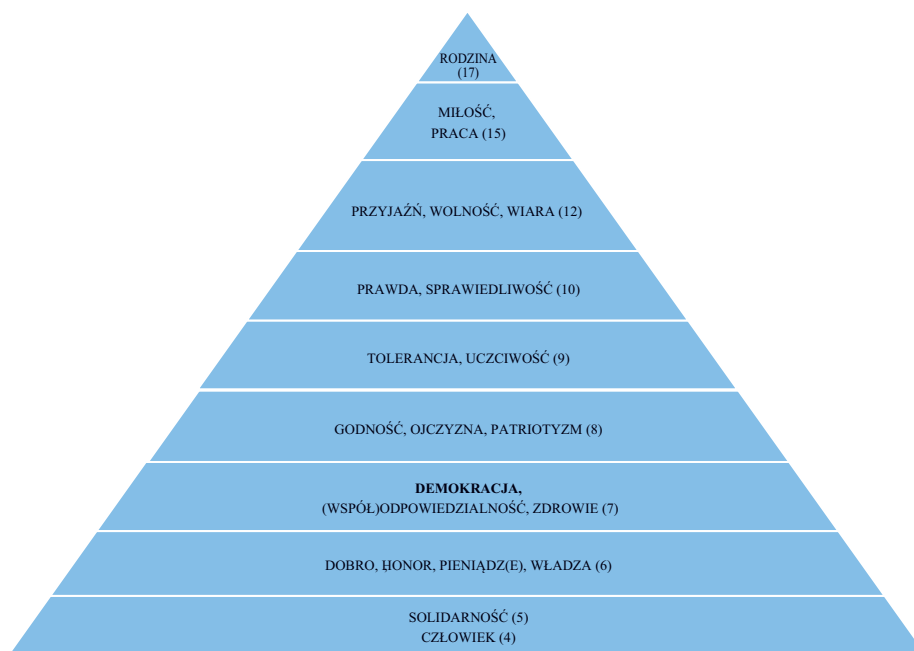 RODZINA
(17)
MIŁOŚĆ,
PRACA (15)
PRZYJAŹŃ, WOLNOŚĆ, WIARA (12)
PRAWDA, SPRAWIEDLIWOŚĆ (10)
TOLERANCJA, UCZCIWOŚĆ (9)
GODNOŚĆ, OJCZYZNA, PATRIOTYZM (8)
DEMOKRACJA,
(WSPÓŁ)ODPOWIEDZIALNOŚĆ, ZDROWIE (7)
DOBRO, HONOR, PIENIĄDZ(E), WŁADZA (6)
SOLIDARNOŚĆ (5)
CZŁOWIEK (4)